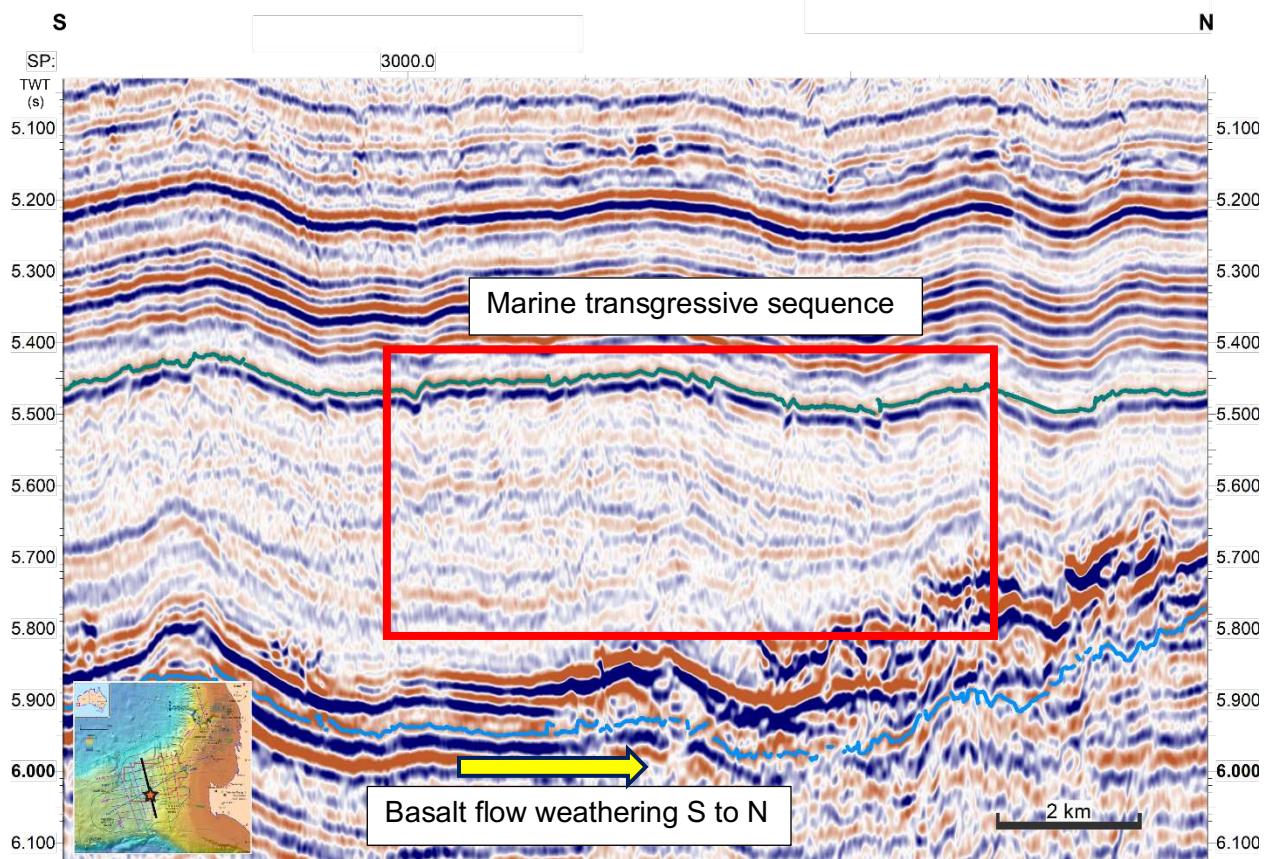 S N
SP: 3000.0
TWT
(s)
5.100 5.100
5.200 5.200
5.300 5.300
Marine transgressive sequence
5.400 5.400
5.500 5.500
5.600 5.600
5.700 5.700
5.800 5.800
5.900 5.900
6.000 6.000
Basalt flow weathering S to N
2 km
6.100 6.100